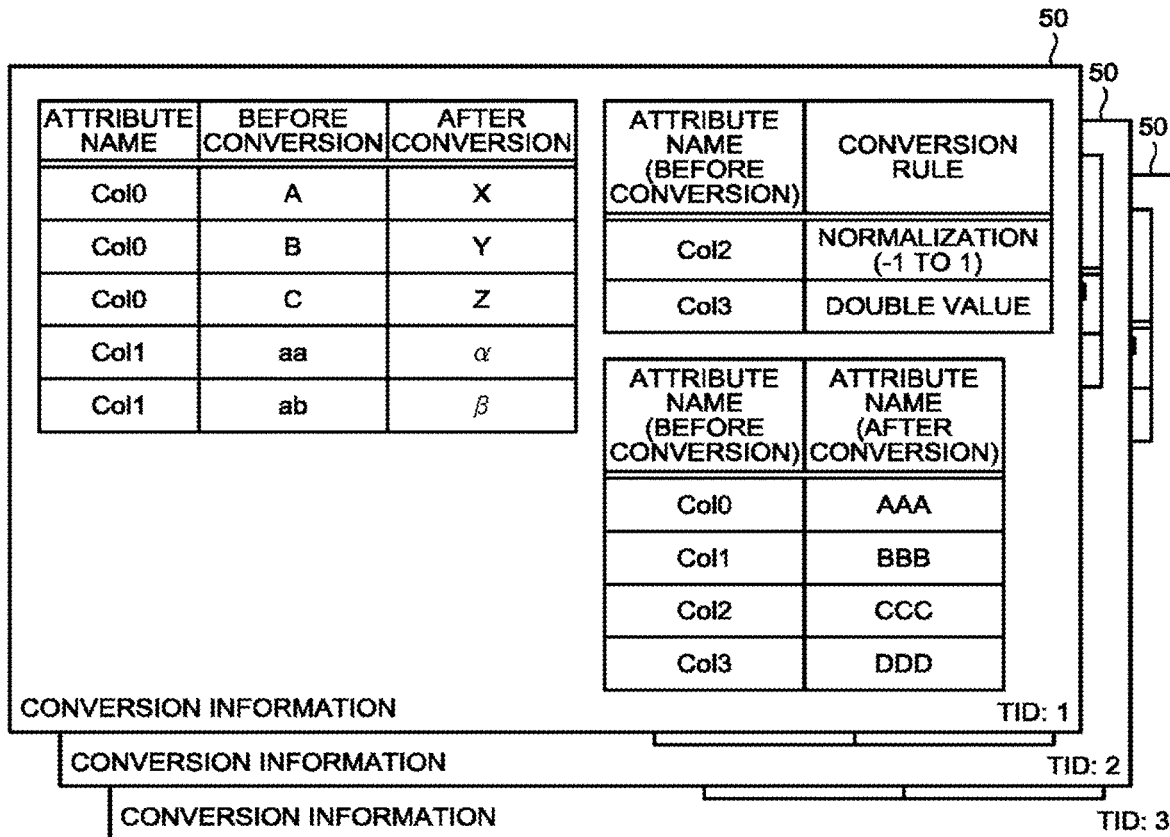 50
50
50
ATTRIBUTE NAME BEFORE CONVERSION AFTER CONVERSION
Col0 A X
Col0 B Y
Col0 C Z
Col1 aa α
Col1 ab β
ATTRIBUTE NAME (BEFORE CONVERSION) CONVERSION RULE
Col2 NORMALIZATION (-1 TO 1)
Col3 DOUBLE VALUE
ATTRIBUTE NAME (BEFORE CONVERSION) ATTRIBUTE NAME (AFTER CONVERSION)
Col0 AAA
Col1 BBB
Col2 CCC
Col3 DDD
CONVERSION INFORMATION TID: 1
CONVERSION INFORMATION TID: 2
CONVERSION INFORMATION TID: 3